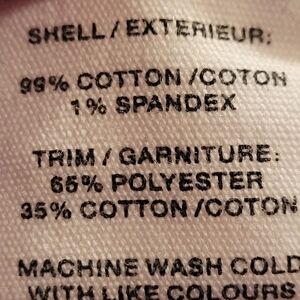 SHELL / EXTERIEUR:
99% COTTON / COTON
1% SPANDEX
TRIM / GARNITURE:
65% POLYESTER
35% COTTON / COTON
MACHINE WASH COLD
WITH LIKE COLOURS